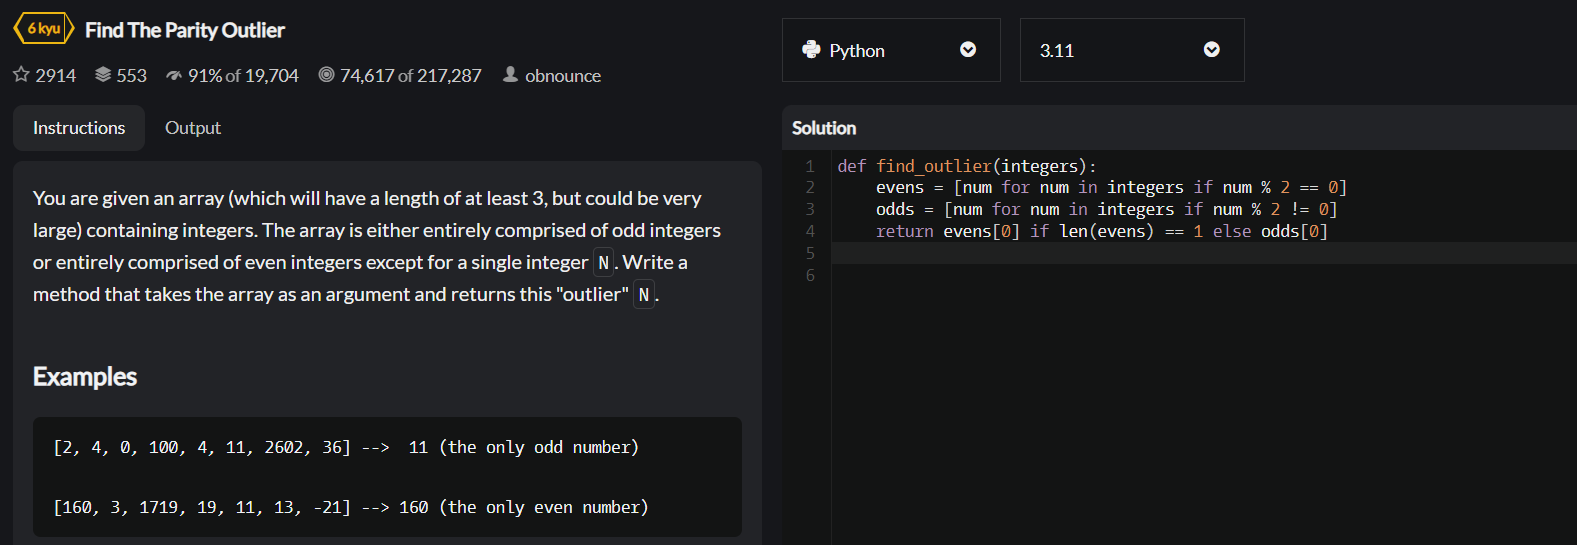 6 kyu Find The Parity Outlier
2914 553 91% of 19,704 74,617 of 217,287 obnounce
Instructions Output
You are given an array (which will have a length of at least 3, but could be very
large) containing integers. The array is either entirely comprised of odd integers
or entirely comprised of even integers except for a single integer N. Write a
method that takes the array as an argument and returns this "outlier" N.
Examples
[2, 4, 0, 100, 4, 11, 2602, 36] -->  11 (the only odd number)
[160, 3, 1719, 19, 11, 13, -21] --> 160 (the only even number)
Python 3.11
Solution
1 def find_outlier(integers):
2     evens = [num for num in integers if num % 2 == 0]
3     odds = [num for num in integers if num % 2 != 0]
4     return evens[0] if len(evens) == 1 else odds[0]
5
6